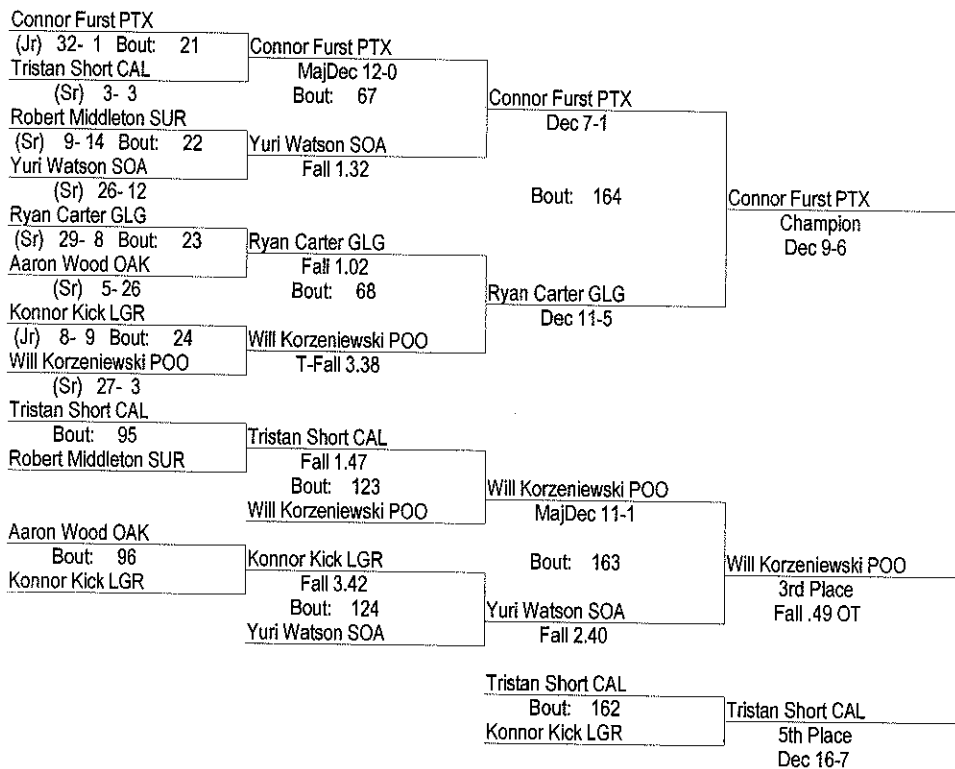 Connor Furst PTX
(Jr) 32- 1 Bout: 21
Tristan Short CAL
(Sr) 3- 3
Robert Middleton SUR
(Sr) 9- 14 Bout: 22
Yuri Watson SOA
(Sr) 26- 12
Ryan Carter GLG
(Sr) 29- 8 Bout: 23
Aaron Wood OAK
(Sr) 5- 26
Konnor Kick LGR
(Jr) 8- 9 Bout: 24
Will Korzeniewski POO
(Sr) 27- 3
Connor Furst PTX
MajDec 12-0
Bout: 67
Yuri Watson SOA
Fall 1.32
Ryan Carter GLG
Fall 1.02
Bout: 68
Will Korzeniewski POO
T-Fall 3.38
Connor Furst PTX
Dec 7-1
Bout: 164
Ryan Carter GLG
Dec 11-5
Connor Furst PTX
Champion
Dec 9-6
Tristan Short CAL
Bout: 95
Robert Middleton SUR
Aaron Wood OAK
Bout: 96
Konnor Kick LGR
Tristan Short CAL
Fall 1.47
Bout: 123
Will Korzeniewski POO
Konnor Kick LGR
Fall 3.42
Bout: 124
Yuri Watson SOA
Will Korzeniewski POO
MajDec 11-1
Bout: 163
Yuri Watson SOA
Fall 2.40
Will Korzeniewski POO
3rd Place
Fall .49 OT
Tristan Short CAL
Bout: 162
Konnor Kick LGR
Tristan Short CAL
5th Place
Dec 16-7